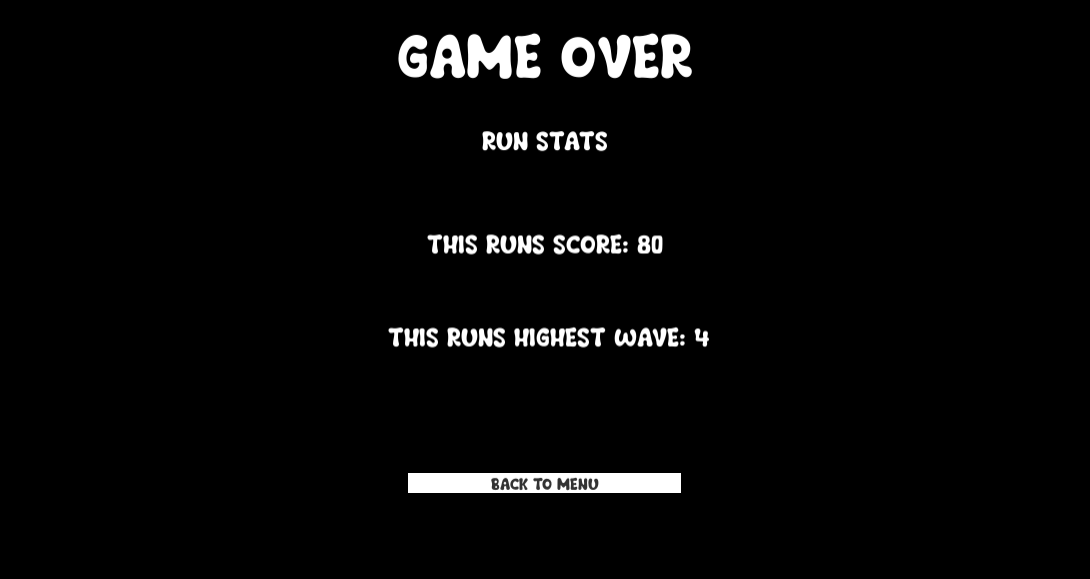 GAME OVER
RUN STATS
THIS RUNS SCORE: 80
THIS RUNS HIGHEST WAVE: 4
BACK TO MENU